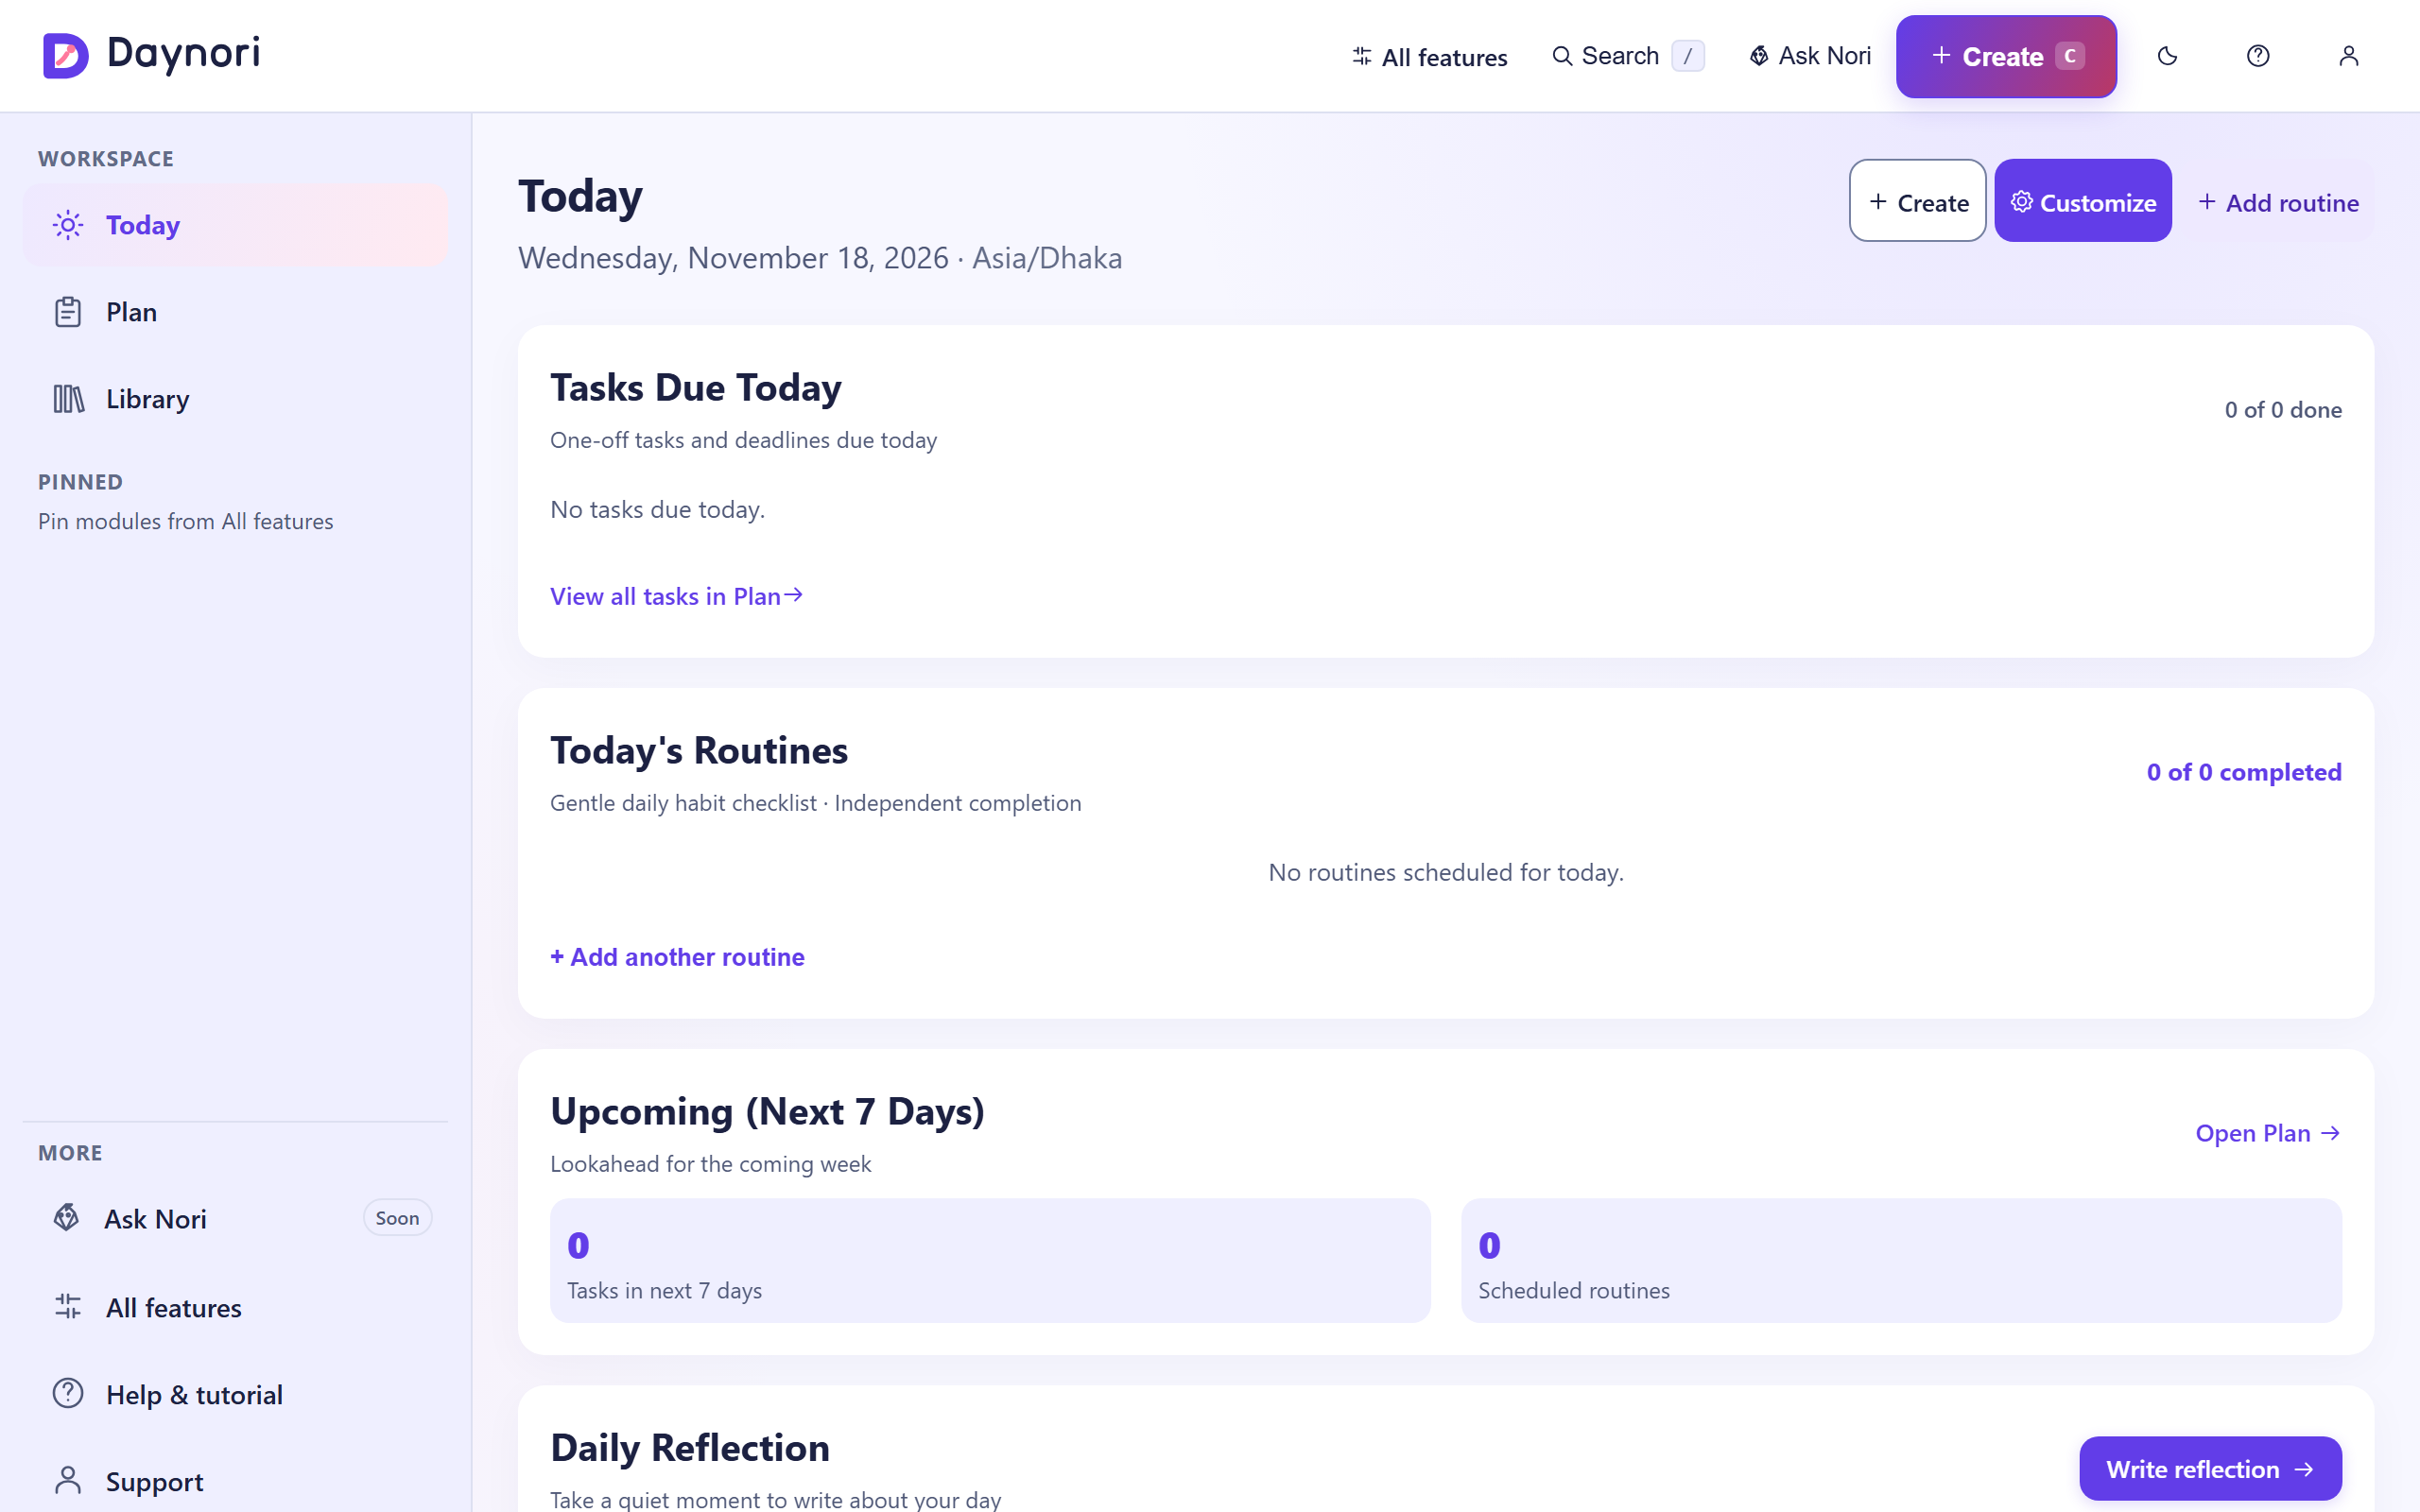 Daynori
All features
Search /
Ask Nori
+ Create C
WORKSPACE
Today
Plan
Library
PINNED
Pin modules from All features
MORE
Ask Nori Soon
All features
Help & tutorial
Support
Today
Wednesday, November 18, 2026 · Asia/Dhaka
+ Create
Customize
+ Add routine
Tasks Due Today
One-off tasks and deadlines due today
0 of 0 done
No tasks due today.
View all tasks in Plan→
Today's Routines
Gentle daily habit checklist · Independent completion
0 of 0 completed
No routines scheduled for today.
+ Add another routine
Upcoming (Next 7 Days)
Lookahead for the coming week
Open Plan →
0
Tasks in next 7 days
0
Scheduled routines
Daily Reflection
Take a quiet moment to write about your day
Write reflection →